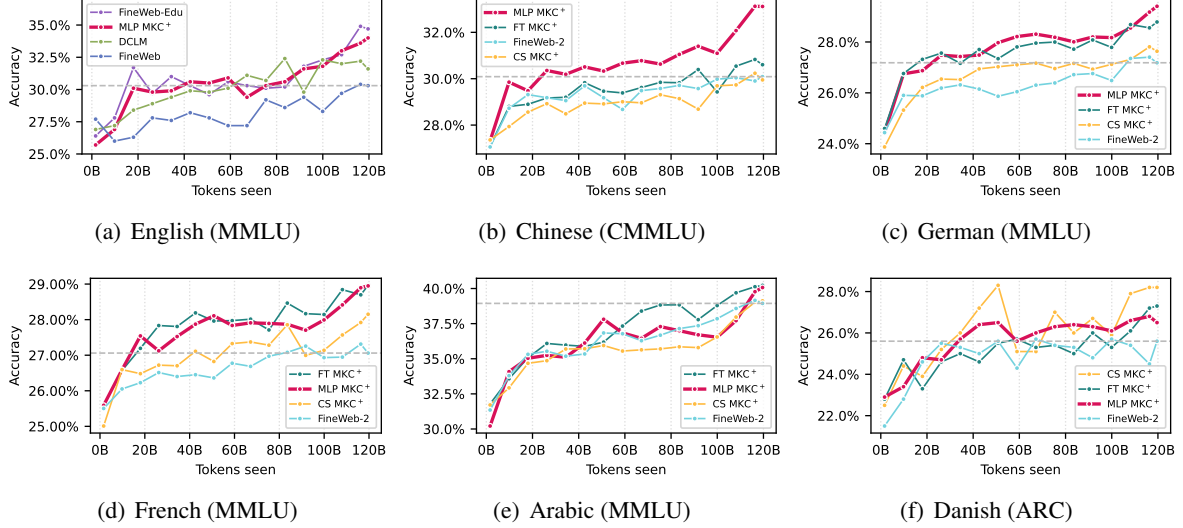 FineWeb-Edu
MLP MKC+
DCLM
FineWeb
35.0%
32.5%
30.0%
27.5%
25.0%
Accuracy
0B 20B 40B 60B 80B 100B 120B
Tokens seen
(a) English (MMLU)
MLP MKC+
FT MKC+
FineWeb-2
CS MKC+
32.0%
30.0%
28.0%
Accuracy
0B 20B 40B 60B 80B 100B 120B
Tokens seen
(b) Chinese (CMMLU)
28.0%
26.0%
24.0%
Accuracy
MLP MKC+
FT MKC+
CS MKC+
FineWeb-2
0B 20B 40B 60B 80B 100B 120B
Tokens seen
(c) German (MMLU)
29.00%
28.00%
27.00%
26.00%
25.00%
Accuracy
FT MKC+
MLP MKC+
CS MKC+
FineWeb-2
0B 20B 40B 60B 80B 100B 120B
Tokens seen
(d) French (MMLU)
40.0%
37.5%
35.0%
32.5%
30.0%
Accuracy
FT MKC+
MLP MKC+
CS MKC+
FineWeb-2
0B 20B 40B 60B 80B 100B 120B
Tokens seen
(e) Arabic (MMLU)
28.0%
26.0%
24.0%
22.0%
Accuracy
CS MKC+
FT MKC+
MLP MKC+
FineWeb-2
0B 20B 40B 60B 80B 100B 120B
Tokens seen
(f) Danish (ARC)